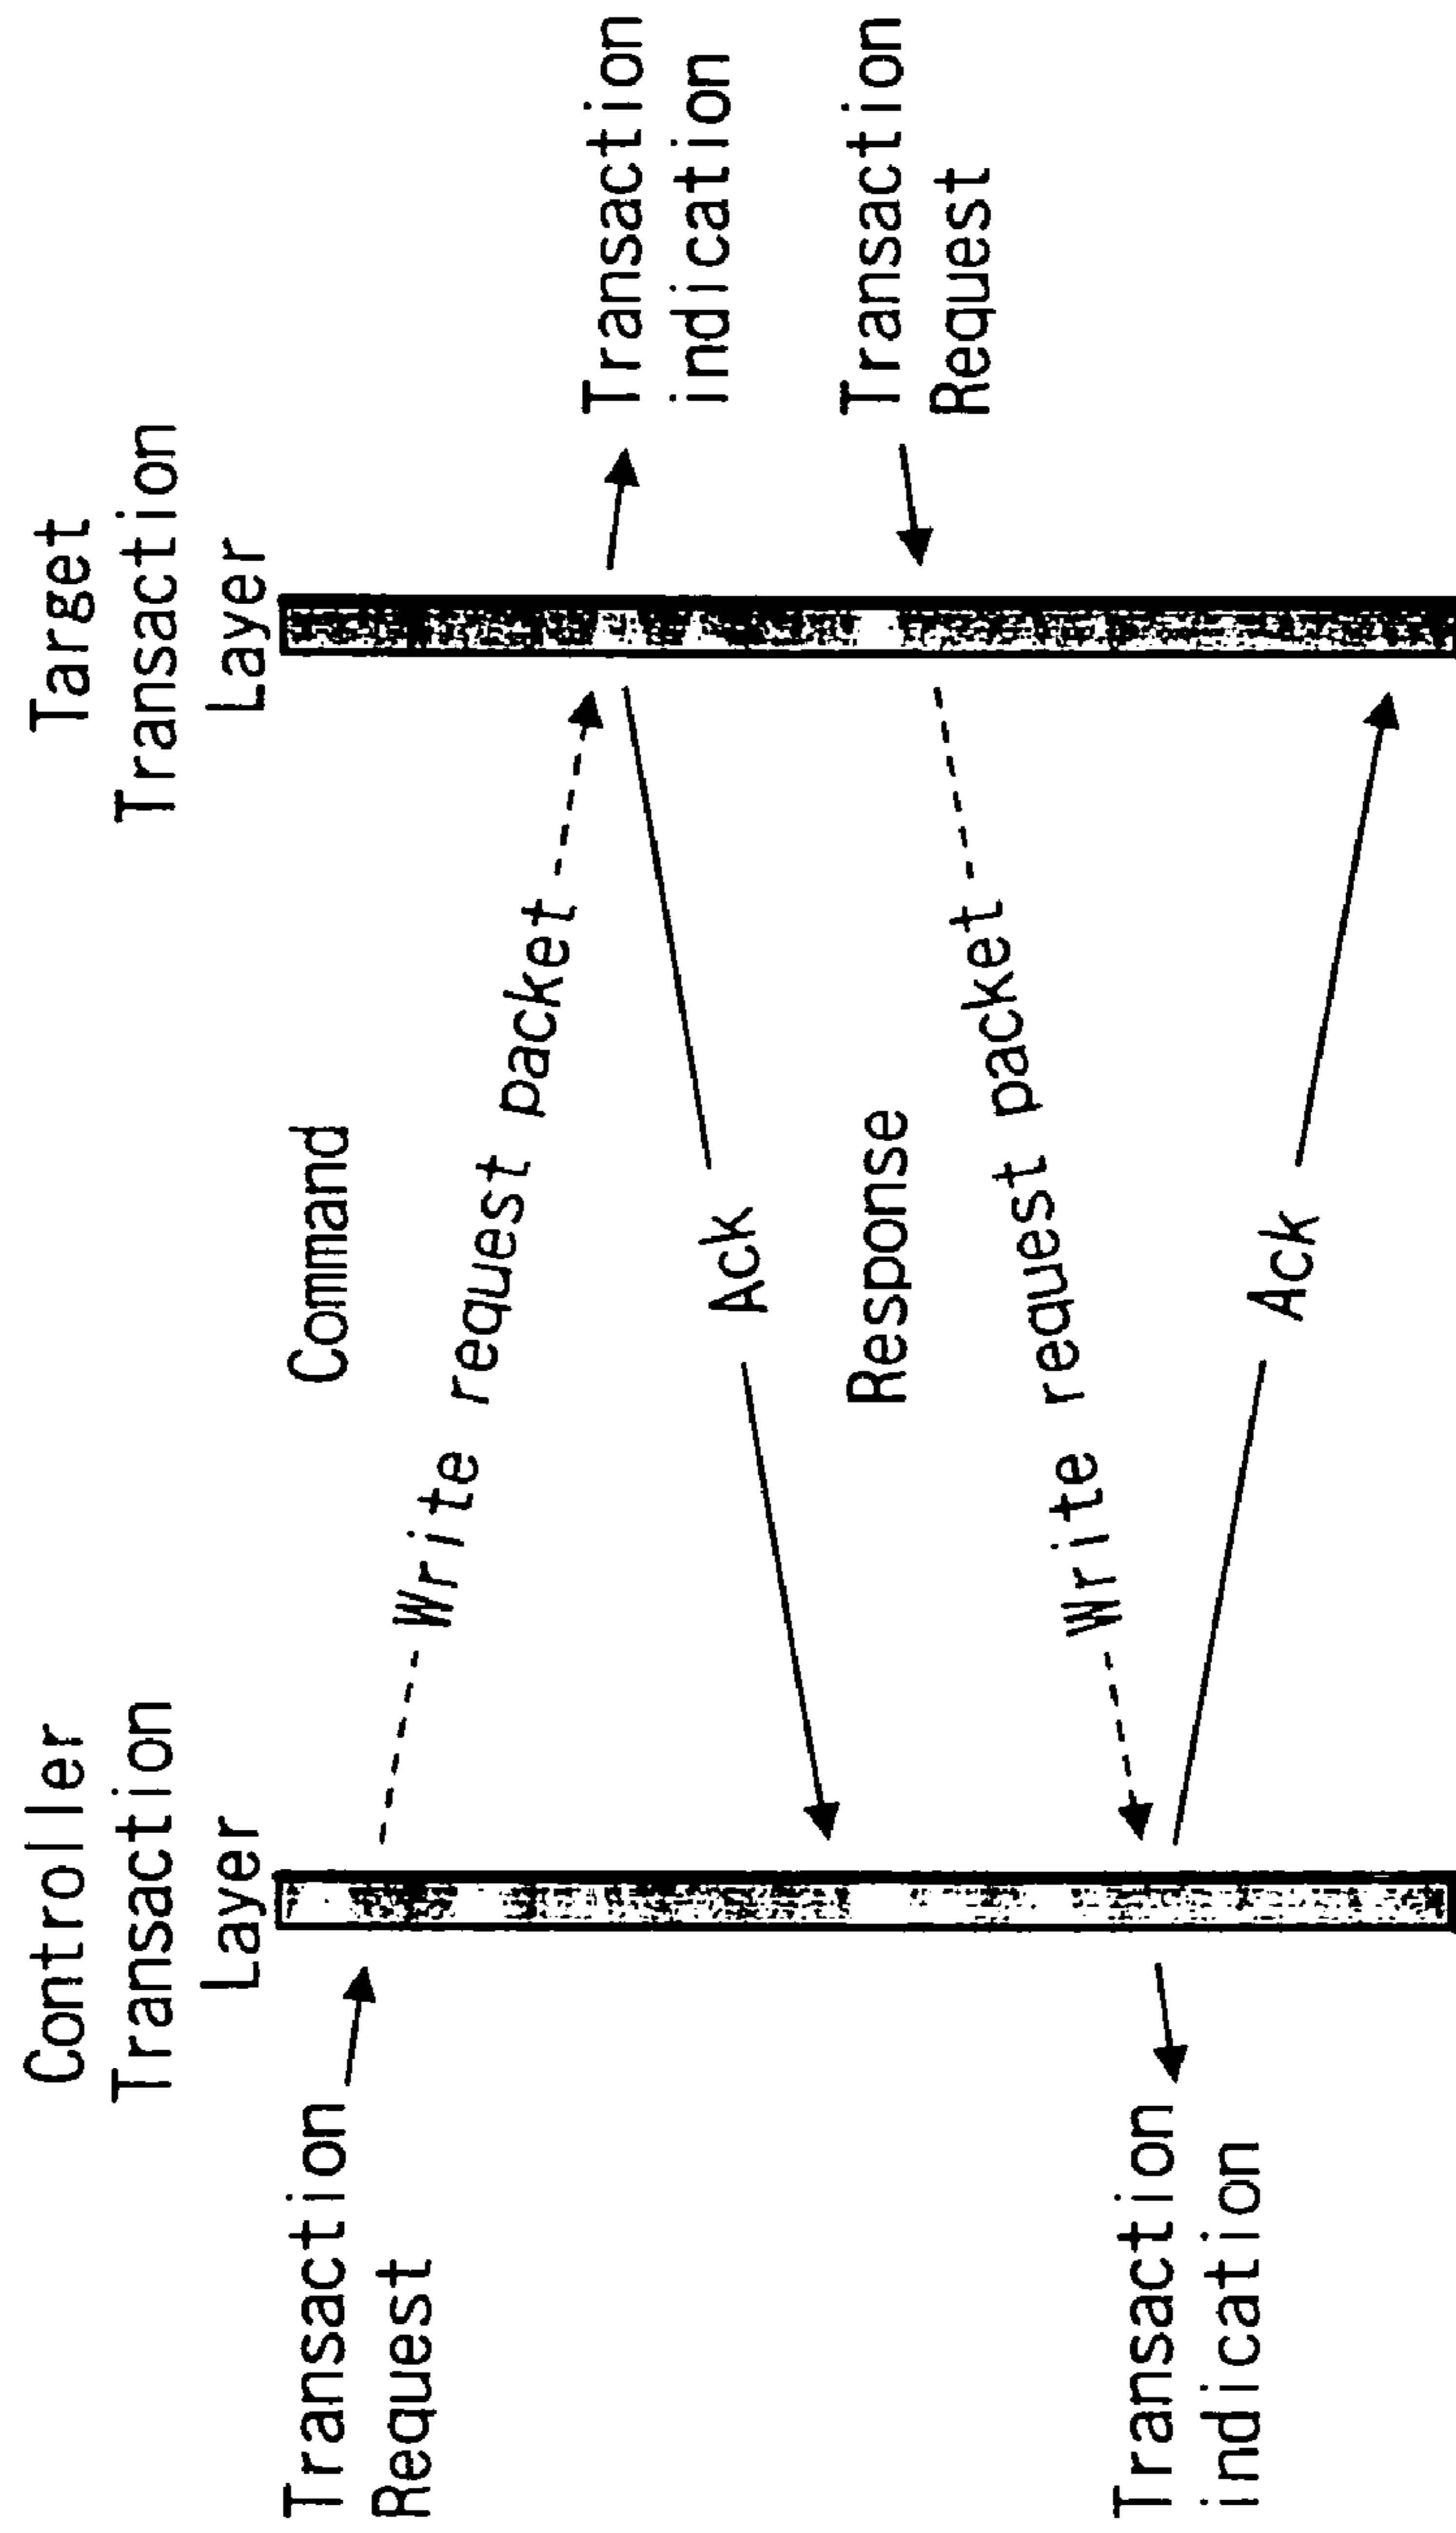 Controller
Transaction
Layer
Target
Transaction
Layer
Transaction
Request
Command
Write request packet
Transaction
indication
Ack
Response
Transaction
Request
Write request packet
Transaction
indication
Ack